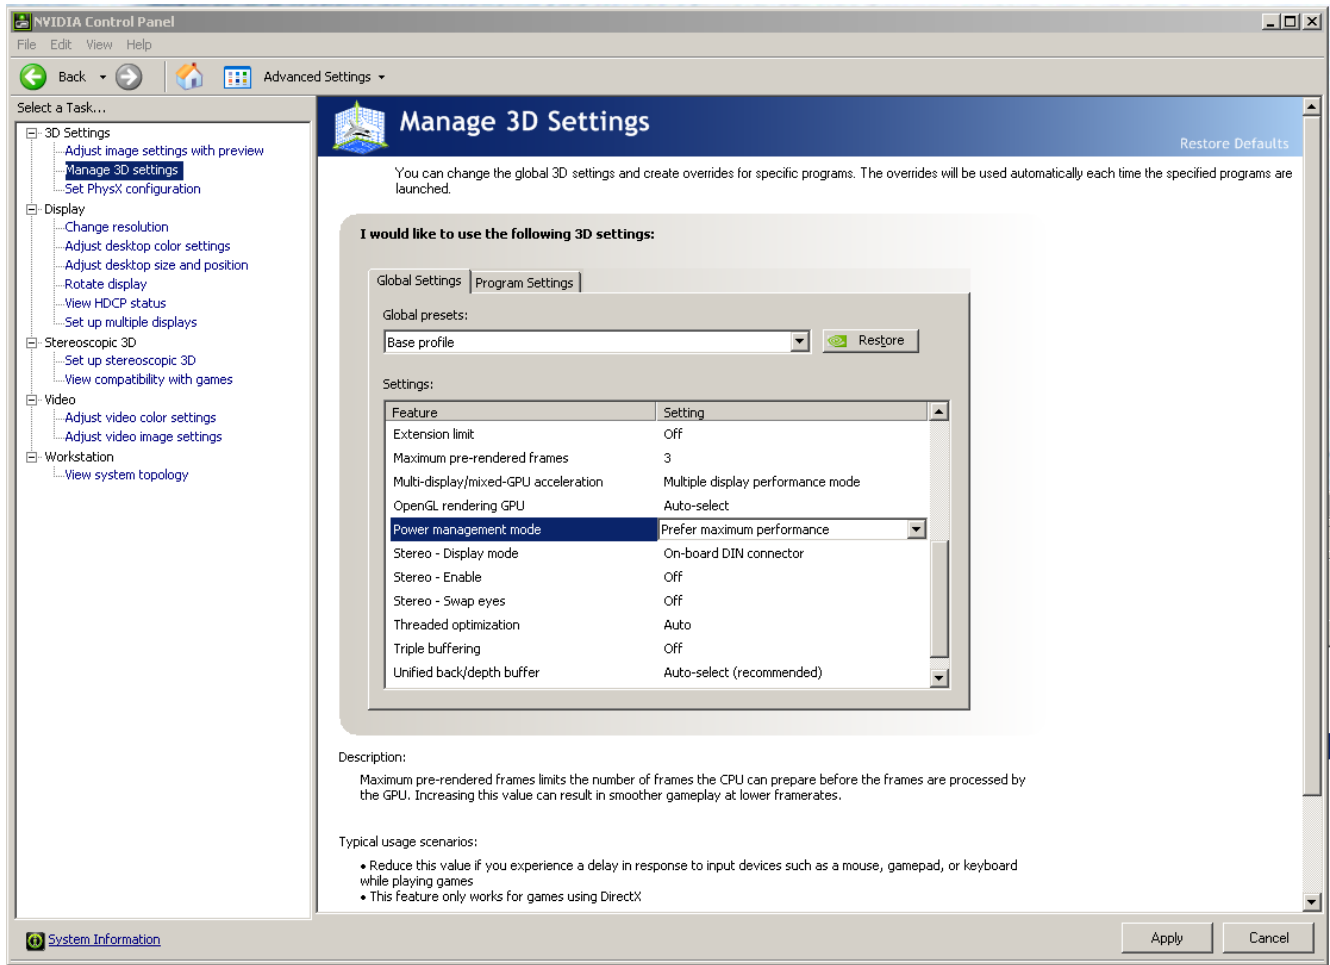 NVIDIA Control Panel
File Edit View Help
Back Advanced Settings
Select a Task...
3D Settings
Adjust image settings with preview
Manage 3D settings
Set PhysX configuration
Display
Change resolution
Adjust desktop color settings
Adjust desktop size and position
Rotate display
View HDCP status
Set up multiple displays
Stereoscopic 3D
Set up stereoscopic 3D
View compatibility with games
Video
Adjust video color settings
Adjust video image settings
Workstation
View system topology
Manage 3D Settings
Restore Defaults
You can change the global 3D settings and create overrides for specific programs. The overrides will be used automatically each time the specified programs are
launched.
I would like to use the following 3D settings:
Global Settings Program Settings
Global presets:
Base profile Restore
Settings:
Feature Setting
Extension limit Off
Maximum pre-rendered frames 3
Multi-display/mixed-GPU acceleration Multiple display performance mode
OpenGL rendering GPU Auto-select
Power management mode Prefer maximum performance
Stereo - Display mode On-board DIN connector
Stereo - Enable Off
Stereo - Swap eyes Off
Threaded optimization Auto
Triple buffering Off
Unified back/depth buffer Auto-select (recommended)
Description:
Maximum pre-rendered frames limits the number of frames the CPU can prepare before the frames are processed by
the GPU. Increasing this value can result in smoother gameplay at lower framerates.
Typical usage scenarios:
• Reduce this value if you experience a delay in response to input devices such as a mouse, gamepad, or keyboard
while playing games
• This feature only works for games using DirectX
System Information
Apply Cancel